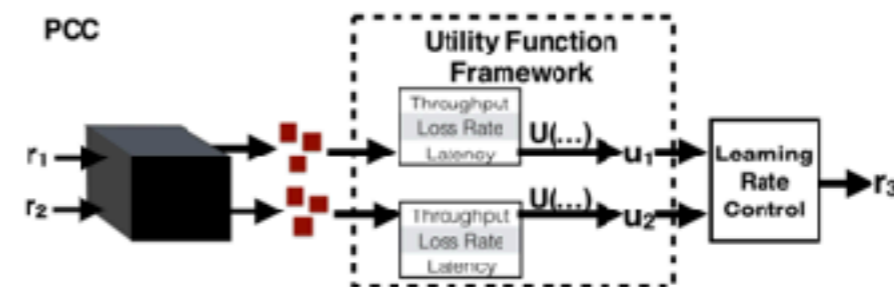 PCC
Utility Function
Framework
r1
r2
Throughput
Loss Rate
Latency
U(...)
u1
Throughput
Loss Rate
Latency
U(...)
u2
Learning
Rate
Control
r3